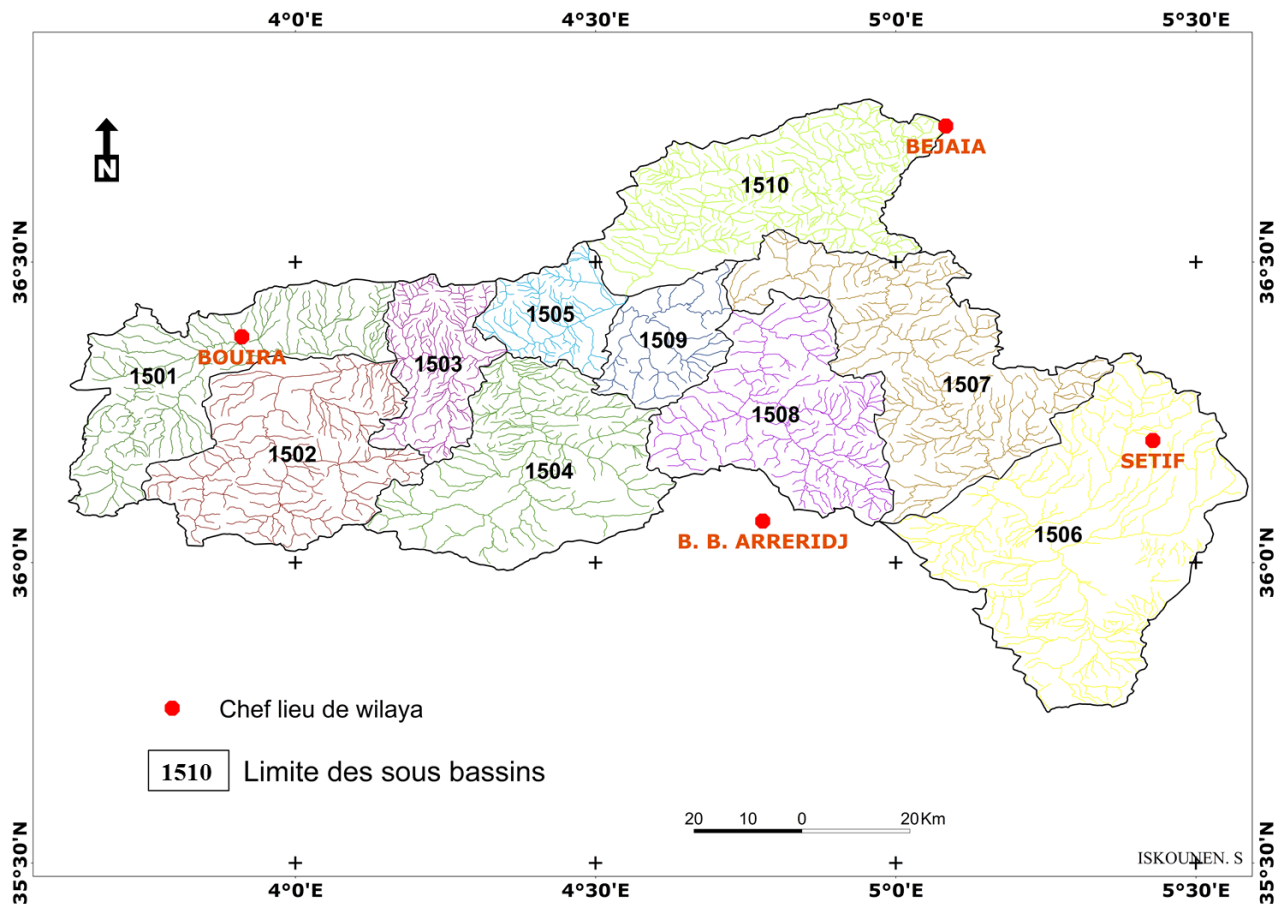 4°0'E 4°30'E 5°0'E 5°30'E
N
BEJAIA
1510
36°30'N 36°30'N
1505
1509
BOUIRA
1503
1501
1507
1508
1502
SETIF
1504
1506
B. B. ARRERIDJ
36°0'N 36°0'N
Chef lieu de wilaya
1510 Limite des sous bassins
20 10 0 20 Km
ISKOUNEN. S
35°30'N 35°30'N
4°0'E 4°30'E 5°0'E 5°30'E